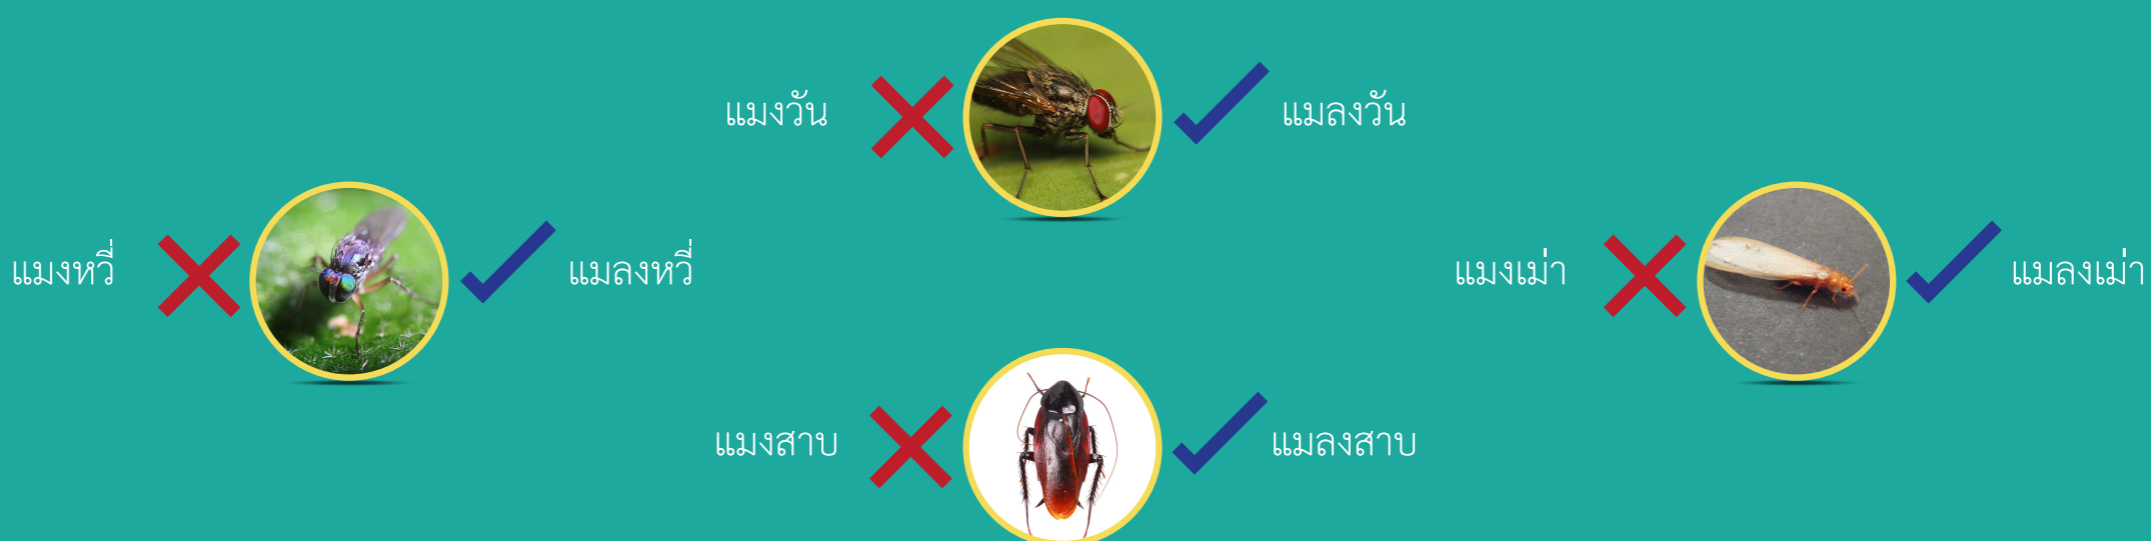 แมงวัน แมลงวัน
แมงหวี่ แมลงหวี่
แมงเม่า แมลงเม่า
แมงสาบ แมลงสาบ